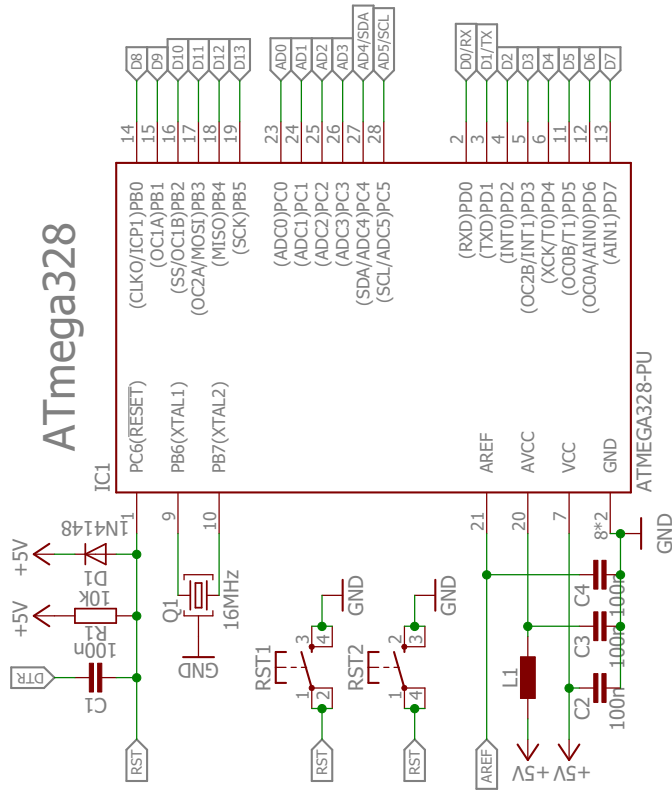 ATmega328
IC1
ATMEGA328-PU
PC6(RESET)
PB6(XTAL1)
PB7(XTAL2)
AREF
AVCC
VCC
GND
(CLKO/ICP1)PB0
(OC1A)PB1
(SS/OC1B)PB2
(OC2A/MOSI)PB3
(MISO)PB4
(SCK)PB5
(ADC0)PC0
(ADC1)PC1
(ADC2)PC2
(ADC3)PC3
(SDA/ADC4)PC4
(SCL/ADC5)PC5
(RXD)PD0
(TXD)PD1
(INT0)PD2
(OC2B/INT1)PD3
(XCK/T0)PD4
(OC0B/T1)PD5
(OC0A/AIN0)PD6
(AIN1)PD7
14
15
16
17
18
19
23
24
25
26
27
28
2
3
4
5
6
11
12
13
D8
D9
D10
D11
D12
D13
AD0
AD1
AD2
AD3
AD4/SDA
AD5/SCL
D0/RX
D1/TX
D2
D3
D4
D5
D6
D7
1
9
10
21
20
7
8*2
+5V
1N4148
D1
+5V
10k
R1
100n
C1
DTR
RST
Q1
16MHz
GND
RST1
1
2
3
4
GND
RST
RST2
1
4
2
3
GND
RST
AREF
L1
+5V
+5V
C2
100n
C3
100n
C4
100n
GND